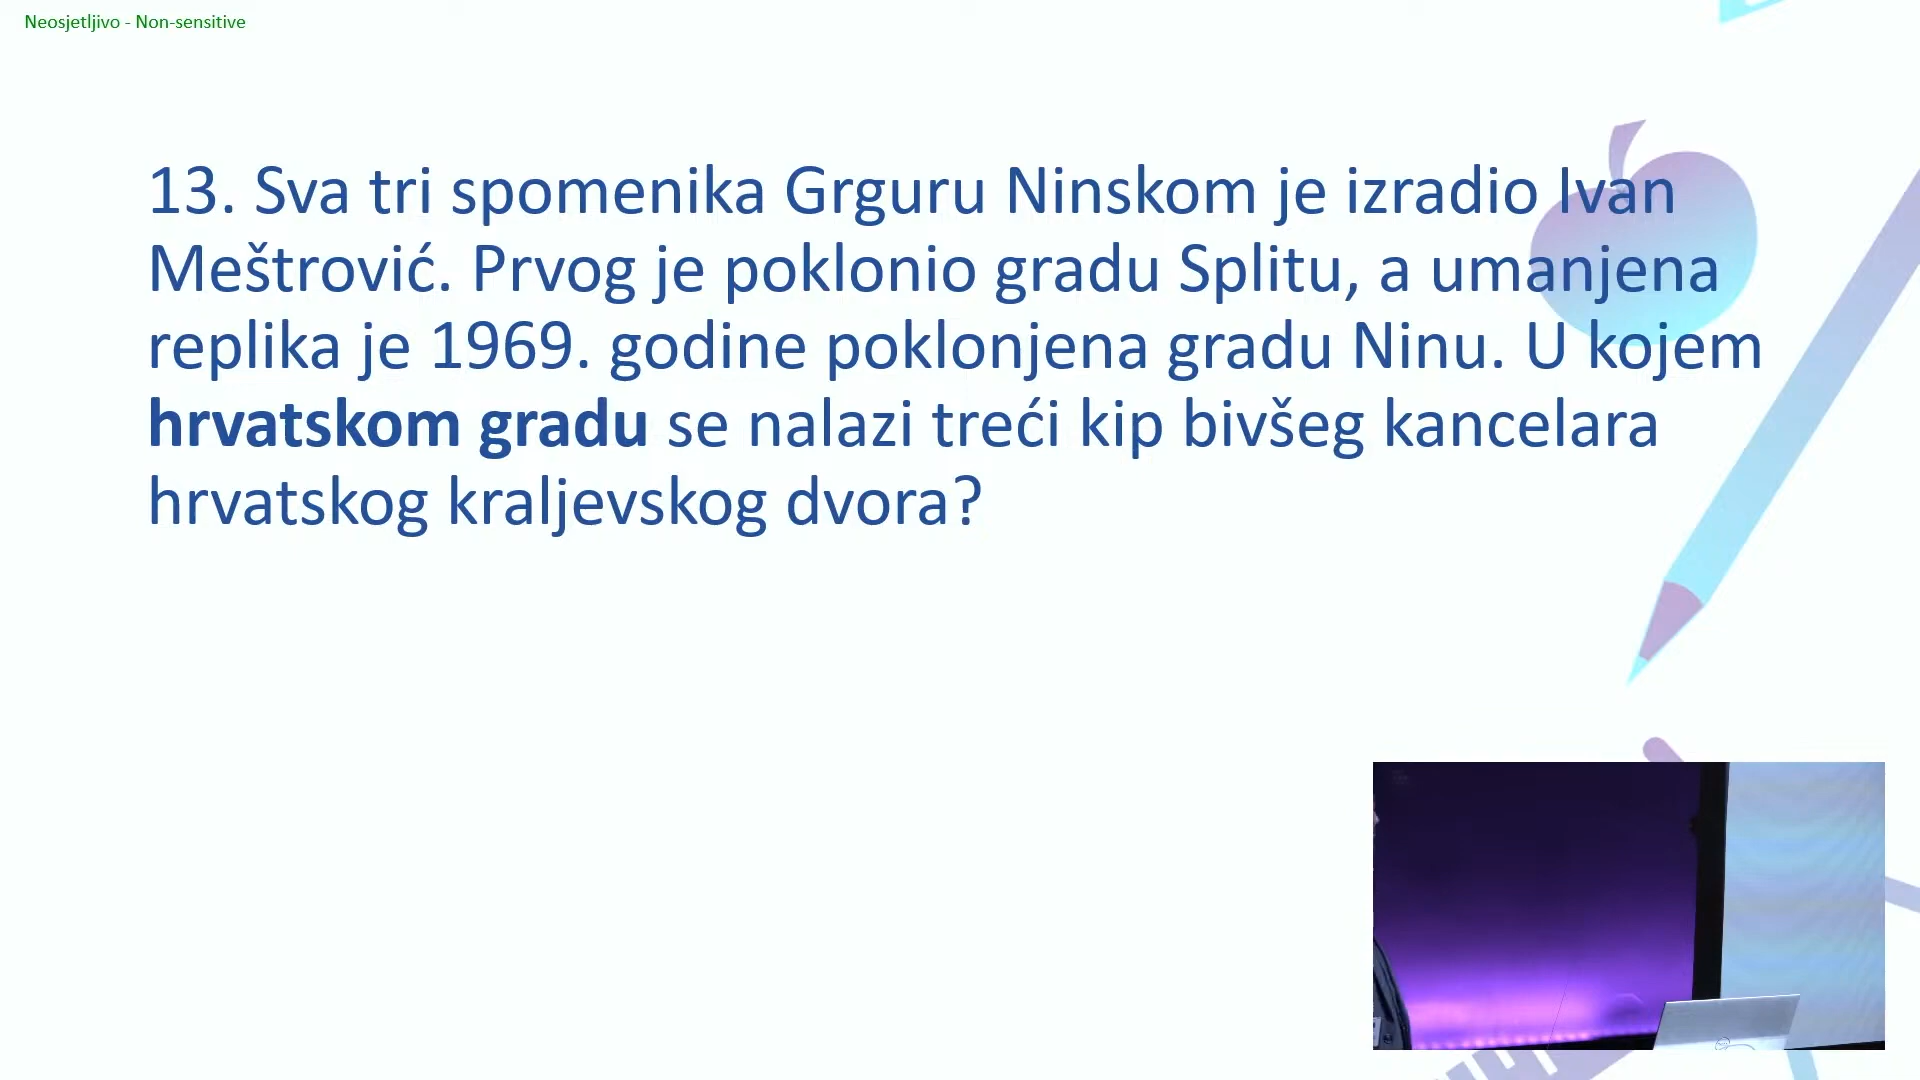 Neosjetljivo - Non-sensitive
13. Sva tri spomenika Grguru Ninskom je izradio Ivan
Meštrović. Prvog je poklonio gradu Splitu, a umanjena
replika je 1969. godine poklonjena gradu Ninu. U kojem
hrvatskom gradu se nalazi treći kip bivšeg kancelara
hrvatskog kraljevskog dvora?